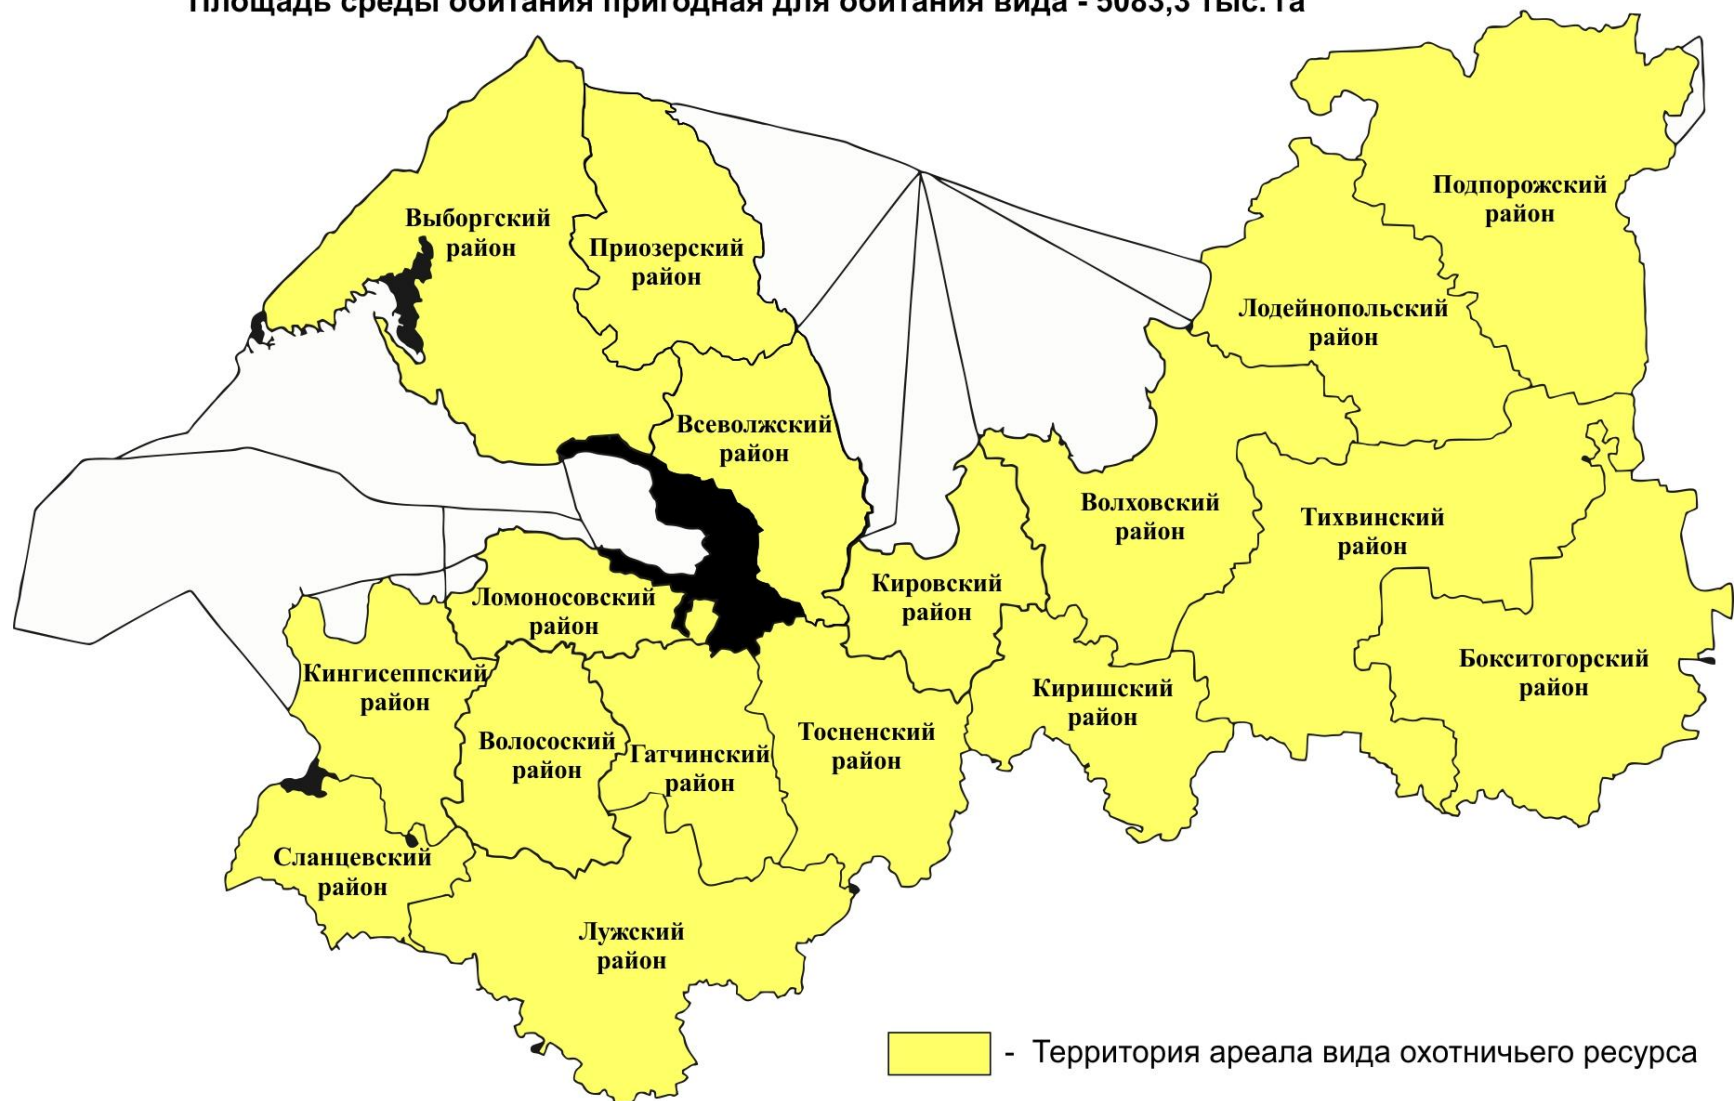 Площадь среды обитания пригодная для обитания вида - 5083,3 тыс. га
Подпорожский
район
Выборгский
район
Приозерский
район
Лодейнопольский
район
Всеволжский
район
Волховский
район
Тихвинский
район
Кировский
район
Ломоносовский
район
Бокситогорский
район
Кингисеппский
район
Киришский
район
Волосоский
район
Гатчинский
район
Тосненский
район
Сланцевский
район
Лужский
район
- Территория ареала вида охотничьего ресурса